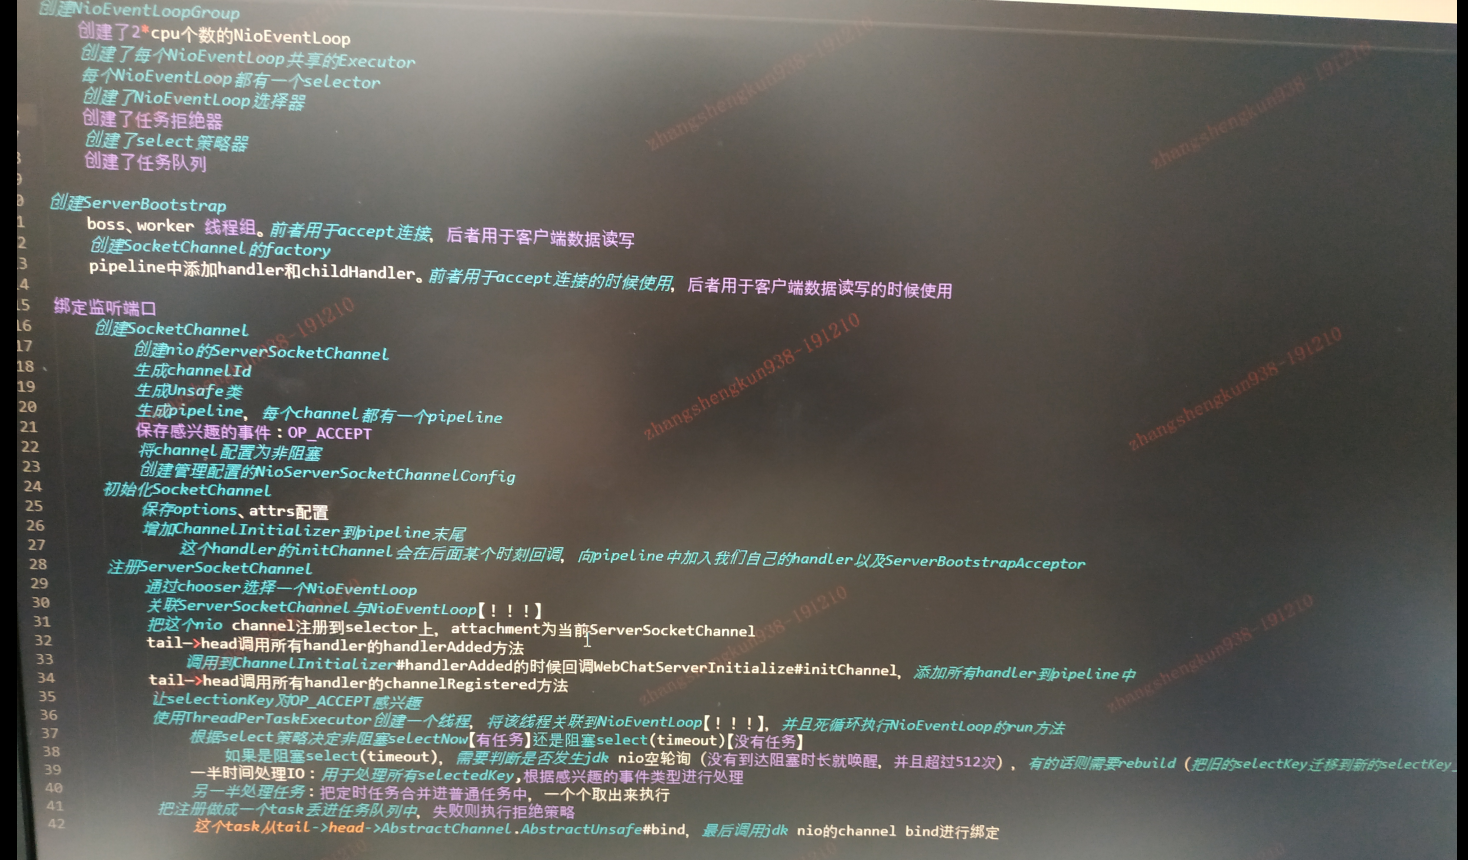 创建NioEventLoopGroup
创建了2*cpu个数的NioEventLoop
创建了每个NioEventLoop共享的Executor
每个NioEventLoop都有一个selector
创建了NioEventLoop选择器
创建了任务拒绝器
创建了select策略器
创建了任务队列
创建ServerBootstrap
boss、worker 线程组。前者用于accept连接, 后者用于客户端数据读写
创建SocketChannel的factory
pipeline中添加handler和childHandler。前者用于accept连接的时候使用, 后者用于客户端数据读写的时候使用
15 绑定监听端口
16 创建SocketChannel
17 创建nio的ServerSocketChannel
18 生成channelId
19 生成Unsafe类
20 生成pipeline, 每个channel都有一个pipeline
21 保存感兴趣的事件：OP_ACCEPT
22 将channel配置为非阻塞
23 创建管理配置的NioServerSocketChannelConfig
24 初始化SocketChannel
25 保存options、attrs配置
26 增加ChannelInitializer到pipeline末尾
27 这个handler的initChannel会在后面某个时刻回调, 向pipeline中加入我们自己的handler以及ServerBootstrapAcceptor
28 注册ServerSocketChannel
29 通过chooser选择一个NioEventLoop
30 关联ServerSocketChannel与NioEventLoop【！！！】
31 把这个nio channel注册到selector上, attachment为当前ServerSocketChannel
32 tail—>head调用所有handler的handlerAdded方法
33 调用到ChannelInitializer#handlerAdded的时候回调WebChatServerInitialize#initChannel, 添加所有handler到pipeline中
34 tail—>head调用所有handler的channelRegistered方法
35 让selectionKey对OP_ACCEPT感兴趣
36 使用ThreadPerTaskExecutor创建一个线程, 将该线程关联到NioEventLoop【！！！】, 并且死循环执行NioEventLoop的run方法
37 根据select策略决定非阻塞selectNow【有任务】还是阻塞select(timeout)【没有任务】
38 如果是阻塞select(timeout), 需要判断是否发生jdk nio空轮询（没有到达阻塞时长就唤醒, 并且超过512次）, 有的话则需要rebuild（把旧的selectKey迁移到新的selectKey_
39 一半时间处理IO：用于处理所有selectedKey,根据感兴趣的事件类型进行处理
40 另一半处理任务：把定时任务合并进普通任务中, 一个个取出来执行
41 把注册做成一个task丢进任务队列中, 失败则执行拒绝策略
42 这个task从tail->head->AbstractChannel.AbstractUnsafe#bind, 最后调用jdk nio的channel bind进行绑定
zhangshengkun938-191210
zhangshengkun938-191210
zhangshengkun938-191210
zhangshengkun938-191210